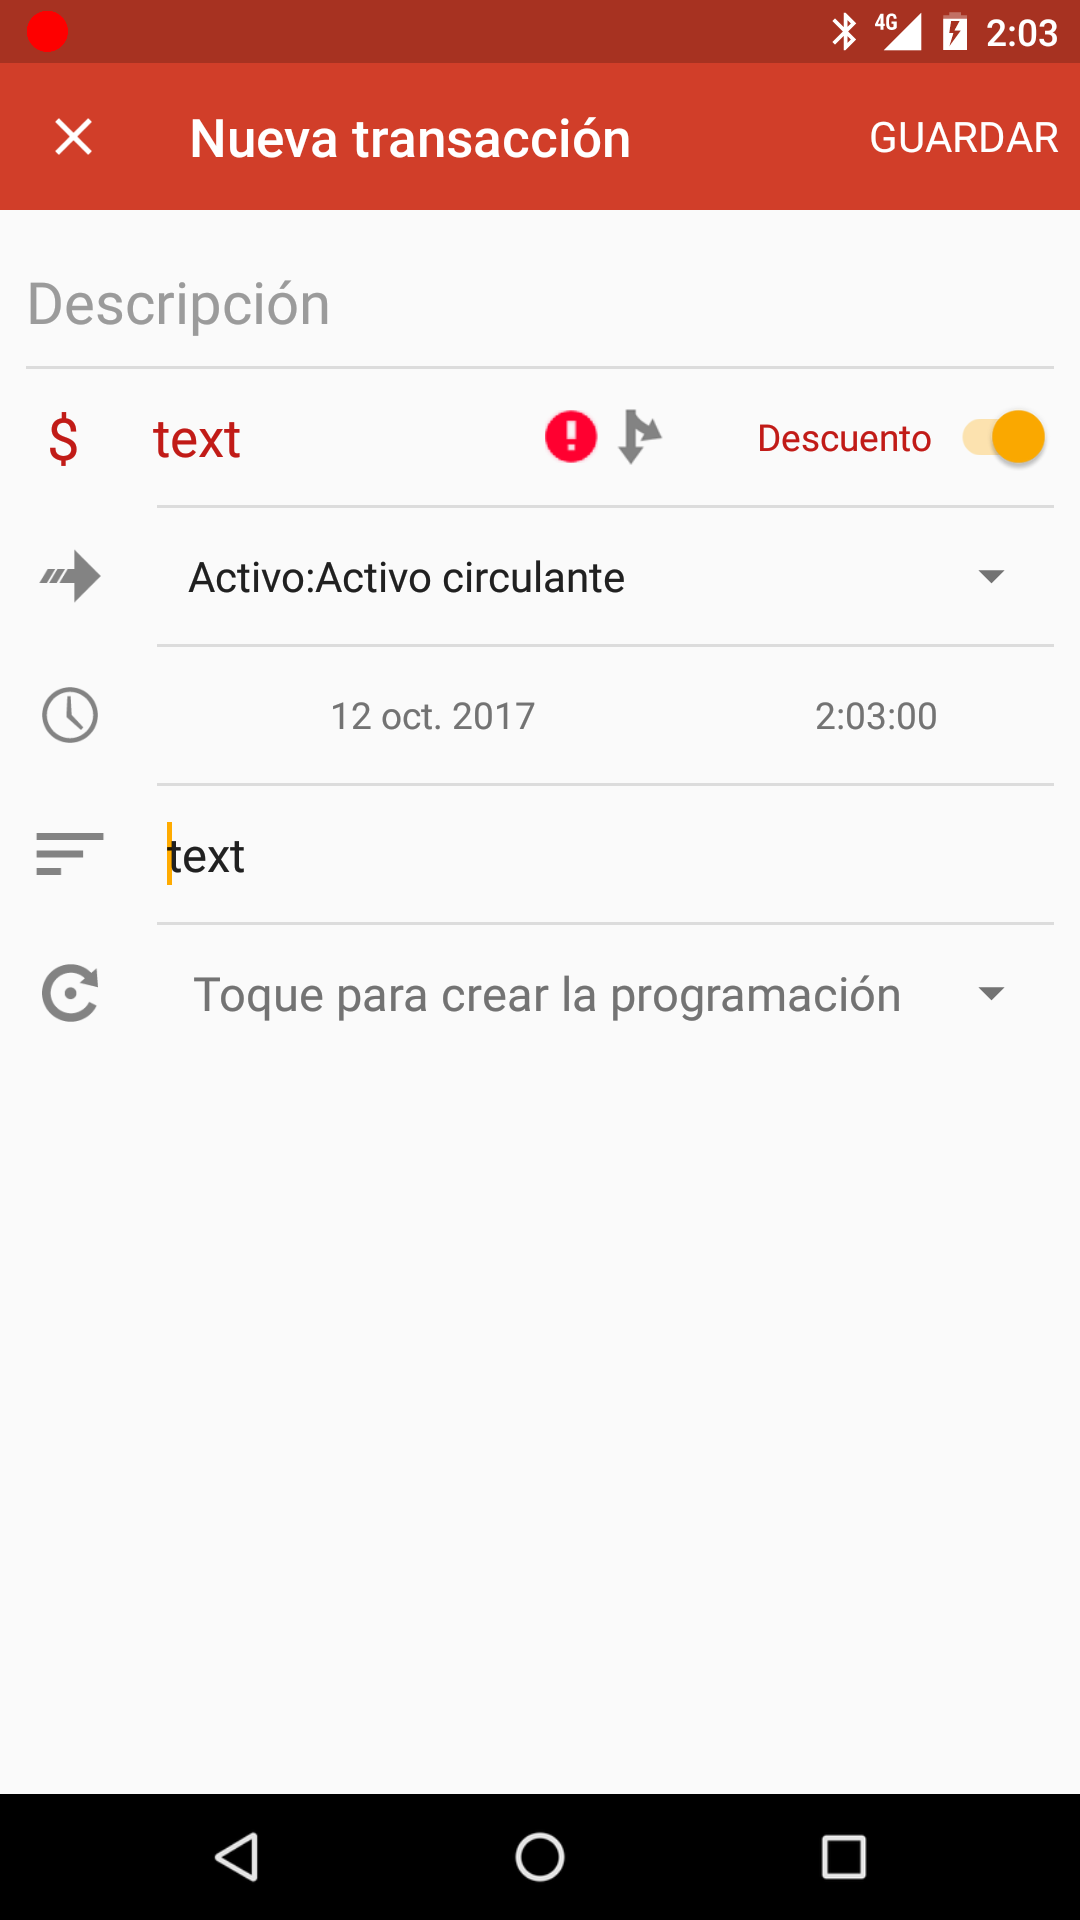 4G 2:03
Nueva transacción GUARDAR
Descripción
$ text Descuento
Activo:Activo circulante
12 oct. 2017 2:03:00
text
Toque para crear la programación